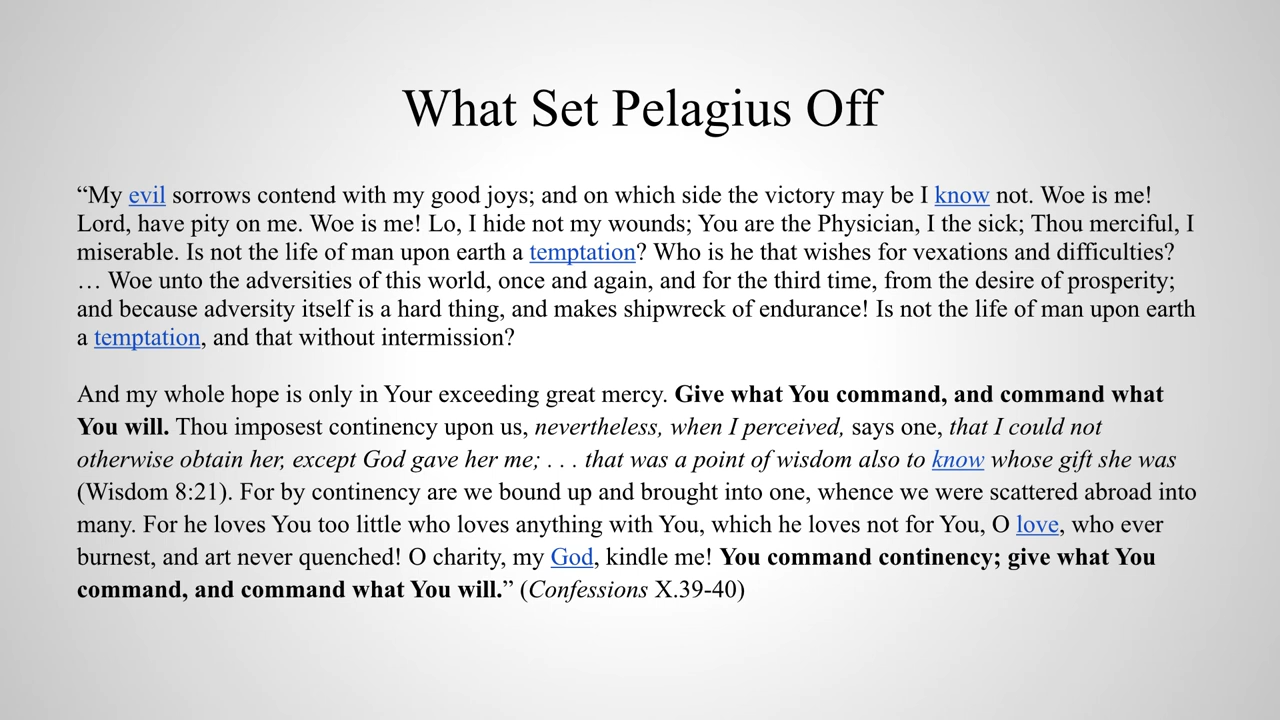 What Set Pelagius Off
“My evil sorrows contend with my good joys; and on which side the victory may be I know not. Woe is me!
Lord, have pity on me. Woe is me! Lo, I hide not my wounds; You are the Physician, I the sick; Thou merciful, I
miserable. Is not the life of man upon earth a temptation? Who is he that wishes for vexations and difficulties?
… Woe unto the adversities of this world, once and again, and for the third time, from the desire of prosperity;
and because adversity itself is a hard thing, and makes shipwreck of endurance! Is not the life of man upon earth
a temptation, and that without intermission?
And my whole hope is only in Your exceeding great mercy. Give what You command, and command what
You will. Thou imposest continency upon us, nevertheless, when I perceived, says one, that I could not
otherwise obtain her, except God gave her me; . . . that was a point of wisdom also to know whose gift she was
(Wisdom 8:21). For by continency are we bound up and brought into one, whence we were scattered abroad into
many. For he loves You too little who loves anything with You, which he loves not for You, O love, who ever
burnest, and art never quenched! O charity, my God, kindle me! You command continency; give what You
command, and command what You will.” (Confessions X.39-40)